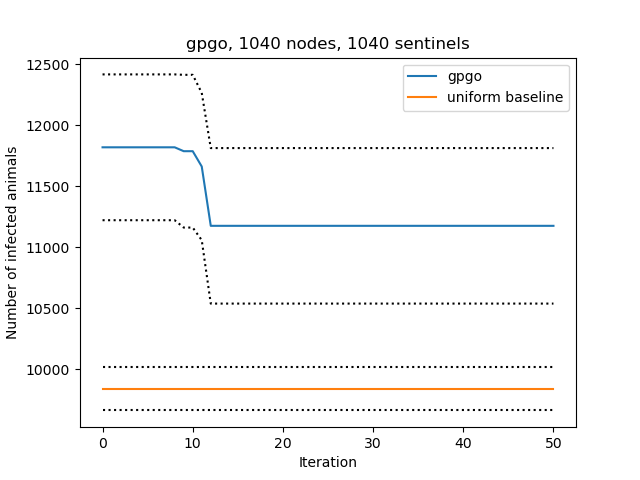 gpgo, 1040 nodes, 1040 sentinels
gpgo
uniform baseline
Number of infected animals
12500
12000
11500
11000
10500
10000
0 10 20 30 40 50
Iteration